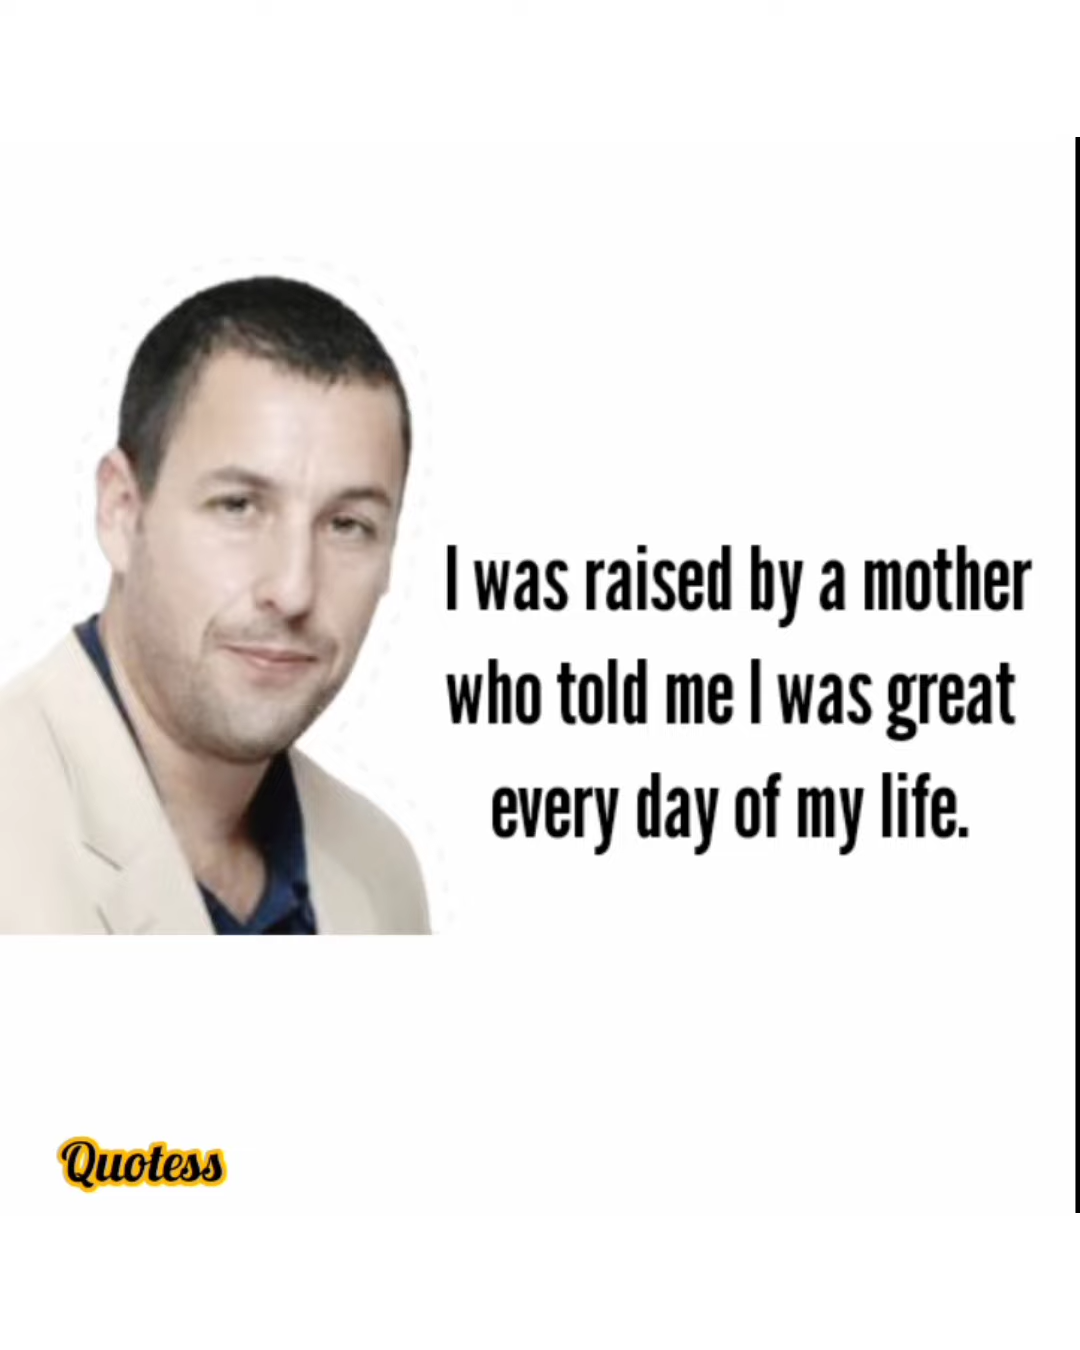 I was raised by a mother
who told me I was great
every day of my life.
Quotess